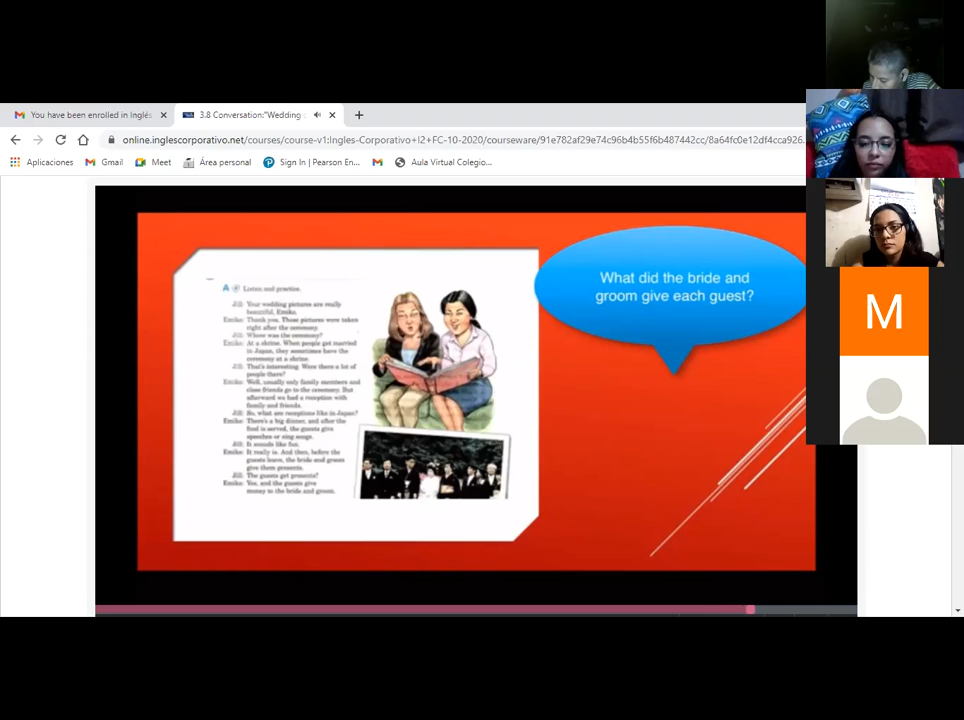 You have been enrolled in Inglés
3.8 Conversation:"Wedding
online.inglescorporativo.net/courses/course-v1:Ingles-Corporativo+I2+FC-10-2020/courseware/91e782af29e74c96b4b55f6b487442cc/8a64fc0e12df4cca926.
Aplicaciones Gmail Meet Área personal Sign In | Pearson En... Aula Virtual Colegio...
A Listen and practice.
Jill: Your wedding pictures are really
beautiful, Emiko.
Emiko: Thank you. Those pictures were taken
right after the ceremony.
Jill: Where was the ceremony?
Emiko: At a shrine. When people get married
in Japan, they sometimes have the
ceremony at a shrine.
Jill: That's interesting. Were there a lot of
people there?
Emiko: Well, usually only family members and
close friends go to the ceremony. But
afterward we had a reception with
family and friends.
Jill: So, what are receptions like in Japan?
Emiko: There's a big dinner, and after the
food is served, the guests give
speeches or sing songs.
Jill: It sounds like fun.
Emiko: It really is. And then, before the
guests leave, the bride and groom
give them presents.
Jill: The guests get presents?
Emiko: Yes, and the guests give
money to the bride and groom.
What did the bride and
groom give each guest?
M